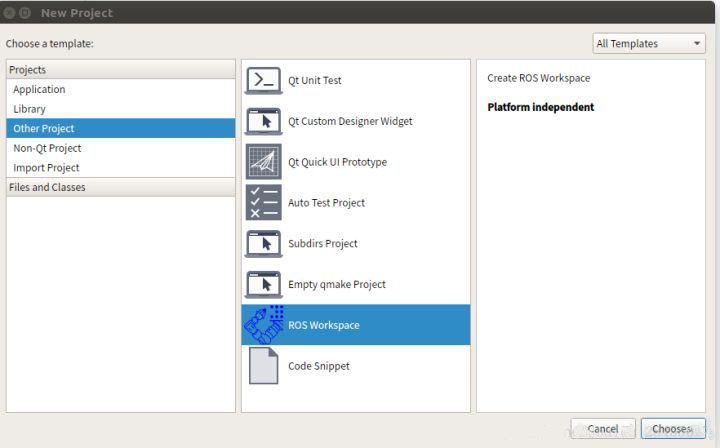 New Project
Choose a template:
All Templates
Projects
Application
Library
Other Project
Non-Qt Project
Import Project
Files and Classes
Qt Unit Test
Qt Custom Designer Widget
Qt Quick UI Prototype
Auto Test Project
Subdirs Project
Empty qmake Project
ROS Workspace
Code Snippet
Create ROS Workspace
Platform independent
Cancel
Chooses